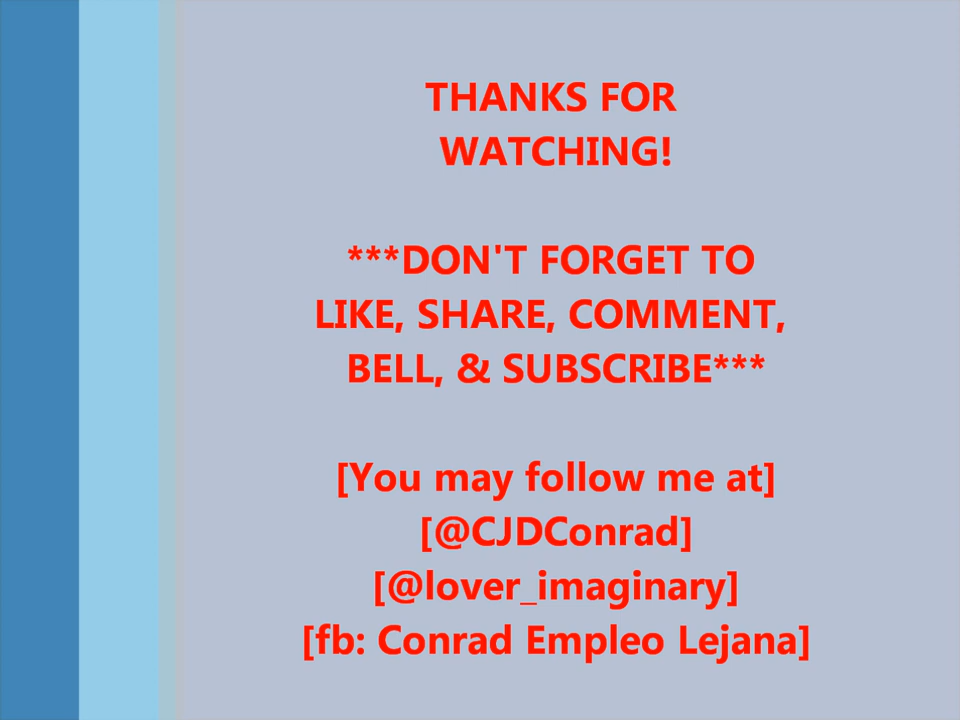 THANKS FOR
WATCHING!
***DON'T FORGET TO
LIKE, SHARE, COMMENT,
BELL, & SUBSCRIBE***
[You may follow me at]
[@CJDConrad]
[@lover_imaginary]
[fb: Conrad Empleo Lejana]